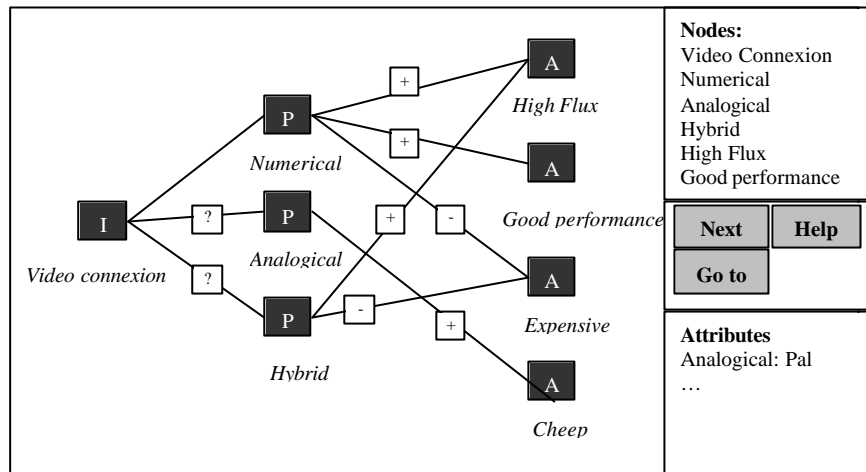 A
+
High Flux
P
+
Numerical
A
Good performance
I
?
P
+
-
Video connexion
Analogical
?
A
P
-
Expensive
+
Hybrid
A
Cheep
Nodes:
Video Connexion
Numerical
Analogical
Hybrid
High Flux
Good performance
Next
Help
Go to
Attributes
Analogical: Pal
…